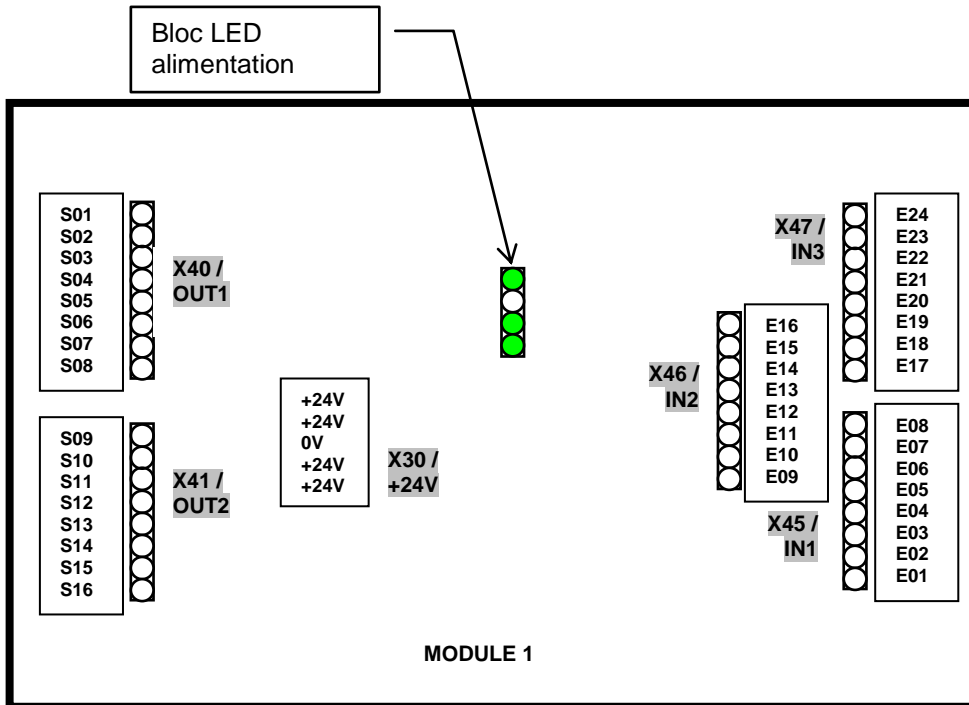 Bloc LED
alimentation
S01
S02
S03
S04
S05
S06
S07
S08
X40 /
OUT1
S09
S10
S11
S12
S13
S14
S15
S16
X41 /
OUT2
+24V
+24V
0V
+24V
+24V
X30 /
+24V
X47 /
IN3
E24
E23
E22
E21
E20
E19
E18
E17
X46 /
IN2
E16
E15
E14
E13
E12
E11
E10
E09
X45 /
IN1
E08
E07
E06
E05
E04
E03
E02
E01
MODULE 1